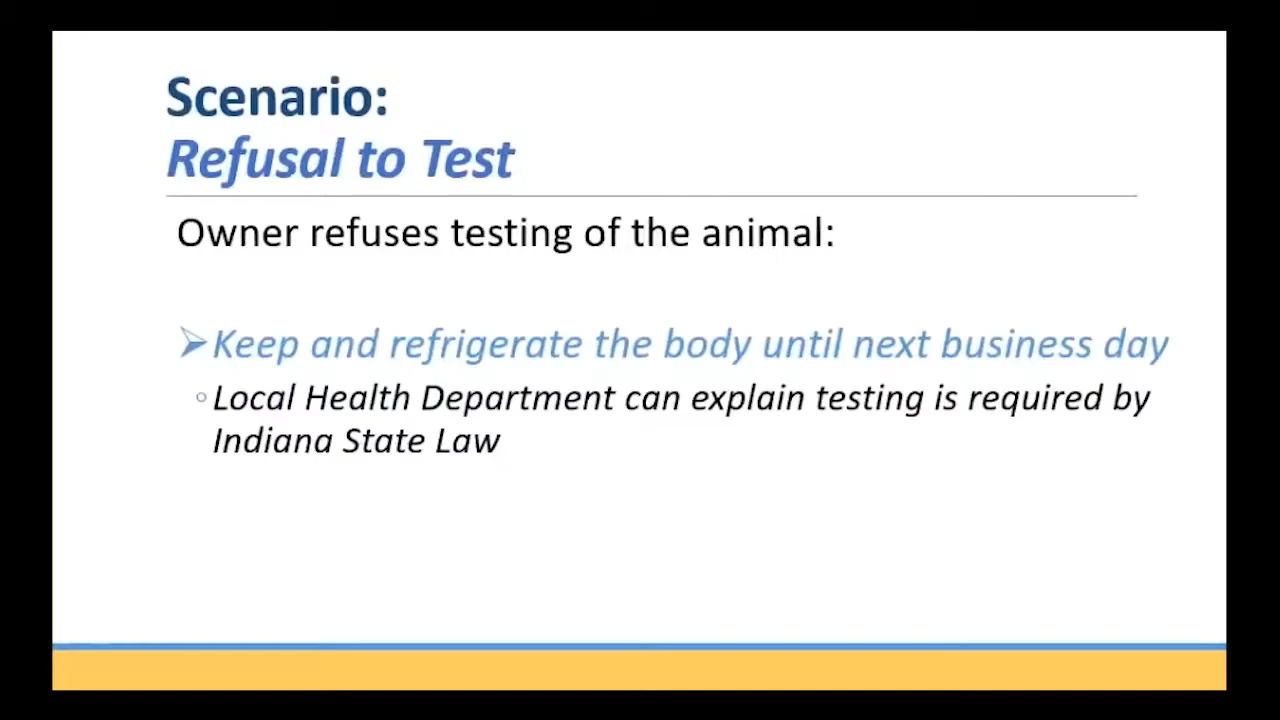 Scenario:
Refusal to Test
Owner refuses testing of the animal:
Keep and refrigerate the body until next business day
Local Health Department can explain testing is required by
Indiana State Law